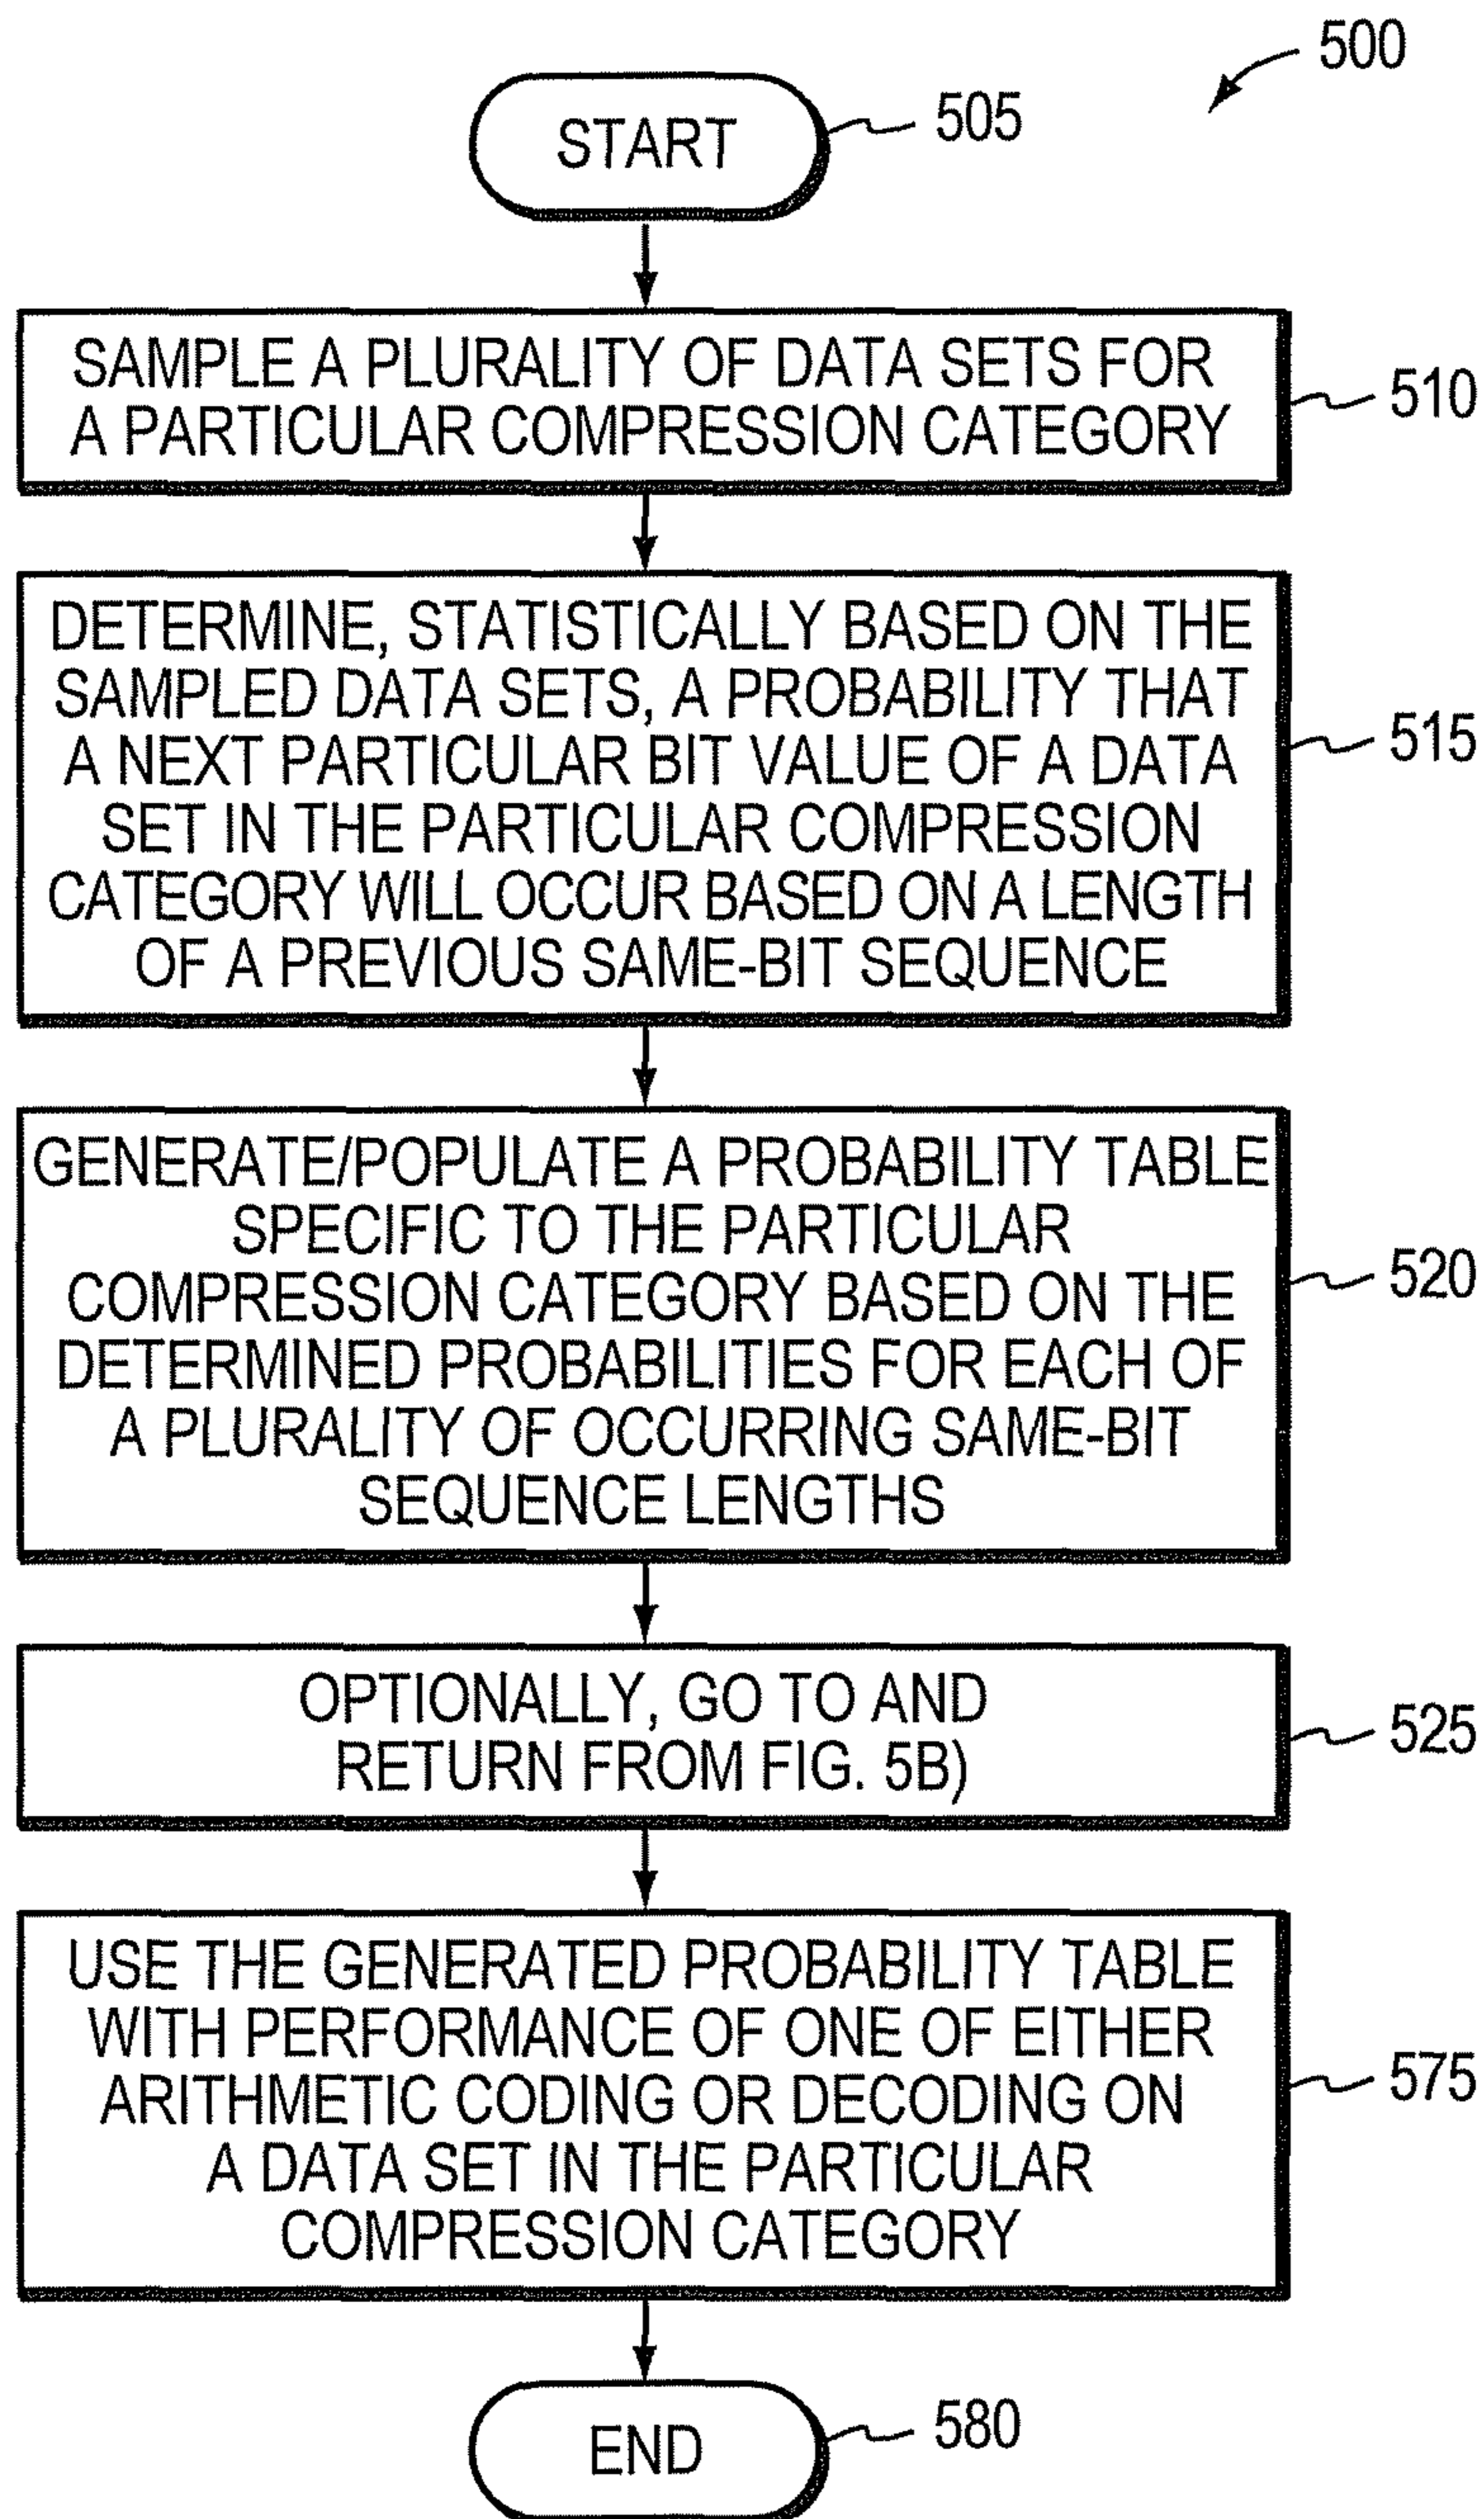 500
START
505
SAMPLE A PLURALITY OF DATA SETS FOR
A PARTICULAR COMPRESSION CATEGORY
510
DETERMINE, STATISTICALLY BASED ON THE
SAMPLED DATA SETS, A PROBABILITY THAT
A NEXT PARTICULAR BIT VALUE OF A DATA
SET IN THE PARTICULAR COMPRESSION
CATEGORY WILL OCCUR BASED ON A LENGTH
OF A PREVIOUS SAME-BIT SEQUENCE
515
GENERATE/POPULATE A PROBABILITY TABLE
SPECIFIC TO THE PARTICULAR
COMPRESSION CATEGORY BASED ON THE
DETERMINED PROBABILITIES FOR EACH OF
A PLURALITY OF OCCURRING SAME-BIT
SEQUENCE LENGTHS
520
OPTIONALLY, GO TO AND
RETURN FROM FIG. 5B)
525
USE THE GENERATED PROBABILITY TABLE
WITH PERFORMANCE OF ONE OF EITHER
ARITHMETIC CODING OR DECODING ON
A DATA SET IN THE PARTICULAR
COMPRESSION CATEGORY
575
END
580